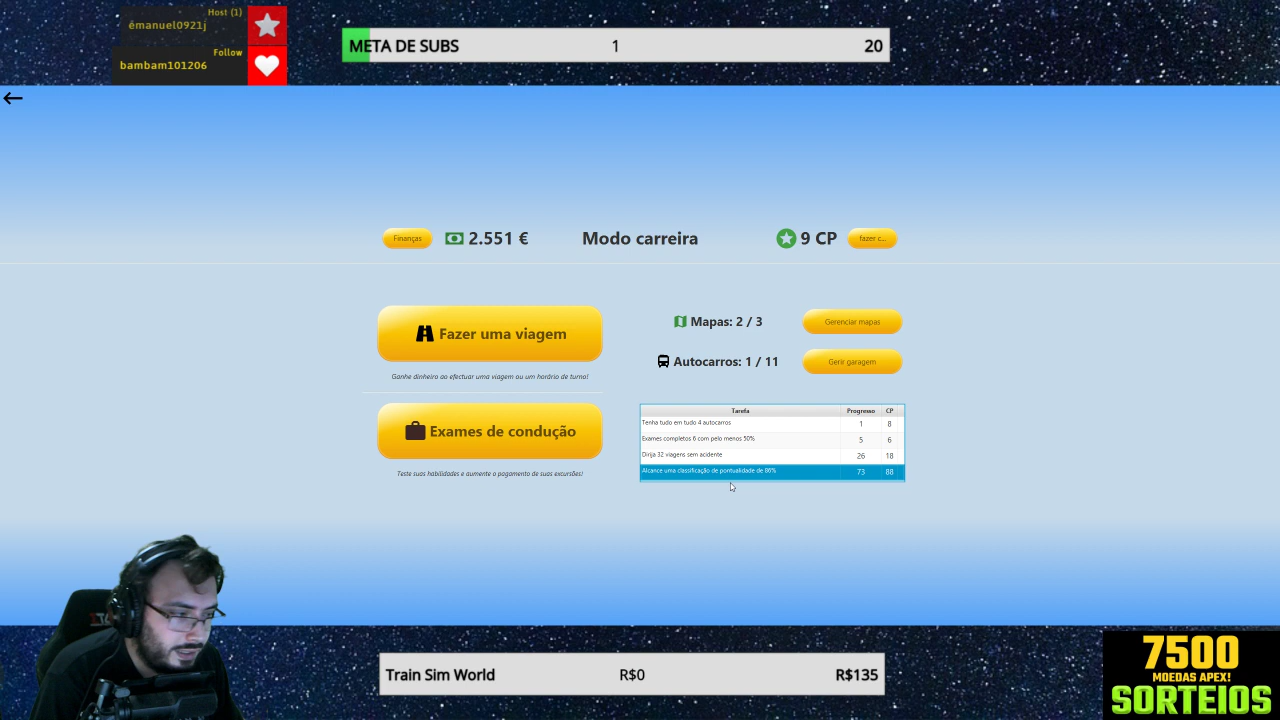 Host (1)
émanuel0921j
Follow
bambam101206
META DE SUBS 1 20
Finanças 2.551 € Modo carreira 9 CP fazer c...
Fazer uma viagem
Ganhe dinheiro ao efectuar uma viagem ou um horário de turno!
Exames de condução
Teste suas habilidades e aumente o pagamento de suas excursões!
Mapas: 2 / 3 Gerenciar mapas
Autocarros: 1 / 11 Gerir garagem
Tarefa Progresso CP
Tenha tudo em tudo 4 autocarros 1 8
Exames completos 6 com pelo menos 50% 5 6
Dirija 32 viagens sem acidente 26 18
Alcance uma classificação de pontualidade de 86% 73 88
Train Sim World R$0 R$135
7500
MOEDAS APEX!
SORTEIOS